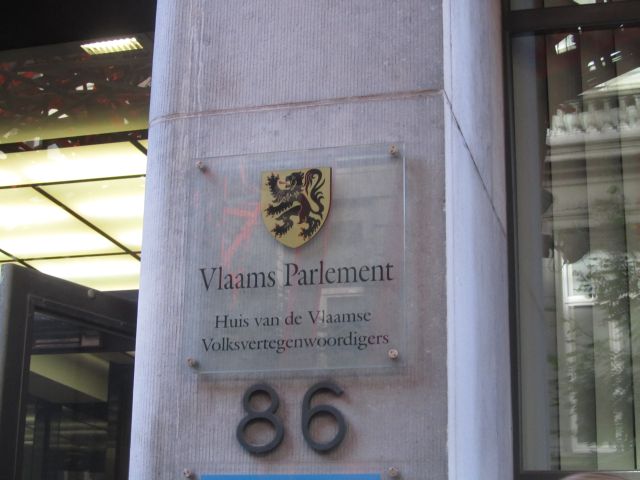 Vlaams Parlement
Huis van de Vlaamse
Volksvertegenwoordigers
86